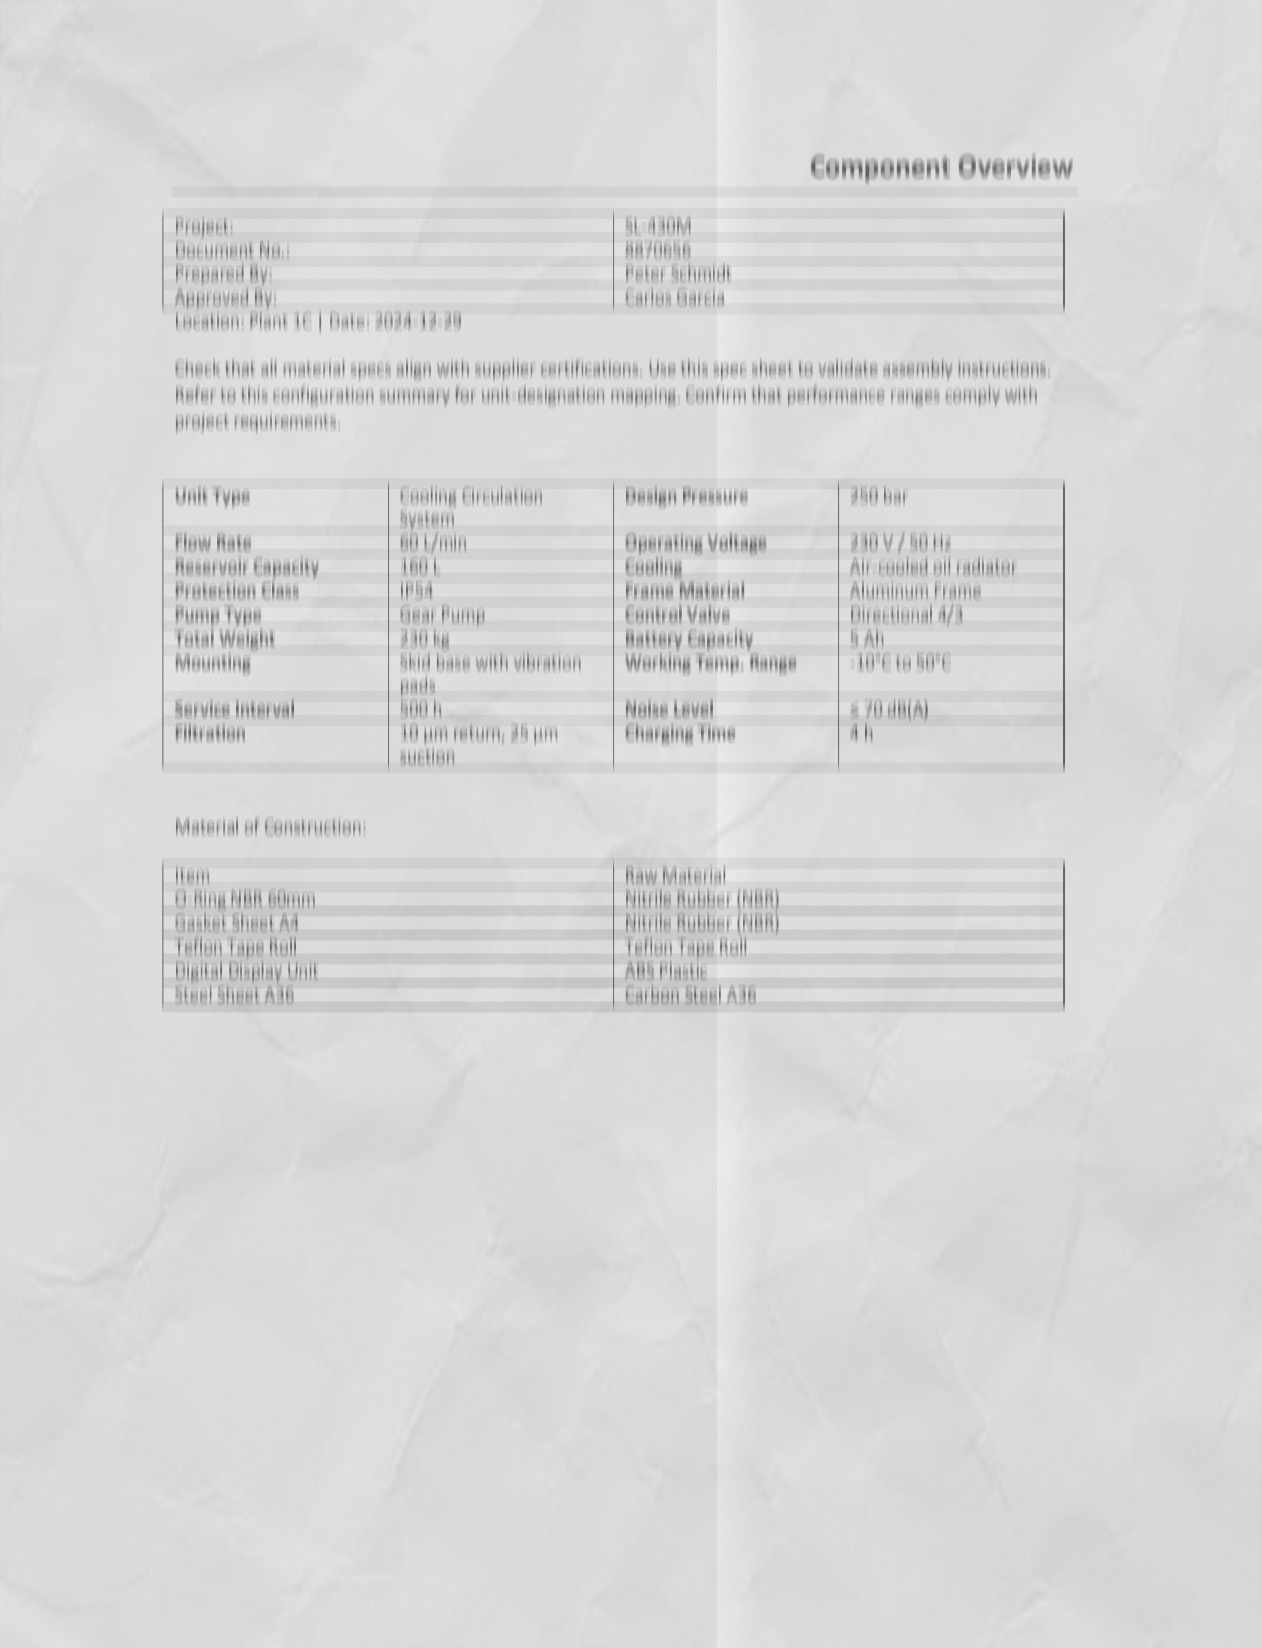 Component Overview
Project: SL-430M
Document No.: 8870656
Prepared By: Peter Schmidt
Approved By: Carlos Garcia
Location: Plant 1C | Date: 2024-12-29
Check that all material specs align with supplier certifications. Use this spec sheet to validate assembly instructions.
Refer to this configuration summary for unit-designation mapping. Confirm that performance ranges comply with
project requirements.
Unit Type Cooling Circulation Design Pressure 250 bar
System
Flow Rate 60 L/min Operating Voltage 230 V / 50 Hz
Reservoir Capacity 160 L Cooling Air-cooled oil radiator
Protection Class IP54 Frame Material Aluminum Frame
Pump Type Gear Pump Control Valve Directional 4/3
Total Weight 230 kg Battery Capacity 5 Ah
Mounting Skid base with vibration Working Temp. Range -10°C to 50°C
pads
Service Interval 500 h Noise Level ≤ 70 dB(A)
Filtration 10 µm return, 25 µm Charging Time 4 h
suction
Material of Construction:
Item Raw Material
O-Ring NBR 60mm Nitrile Rubber (NBR)
Gasket Sheet A4 Nitrile Rubber (NBR)
Teflon Tape Roll Teflon Tape Roll
Digital Display Unit ABS Plastic
Steel Sheet A36 Carbon Steel A36